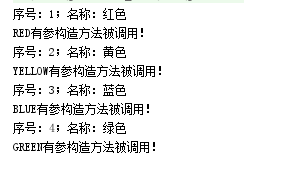 序号：1；名称：红色
RED有参构造方法被调用！
序号：2；名称：黄色
YELLOW有参构造方法被调用！
序号：3；名称：蓝色
BLUE有参构造方法被调用！
序号：4；名称：绿色
GREEN有参构造方法被调用！